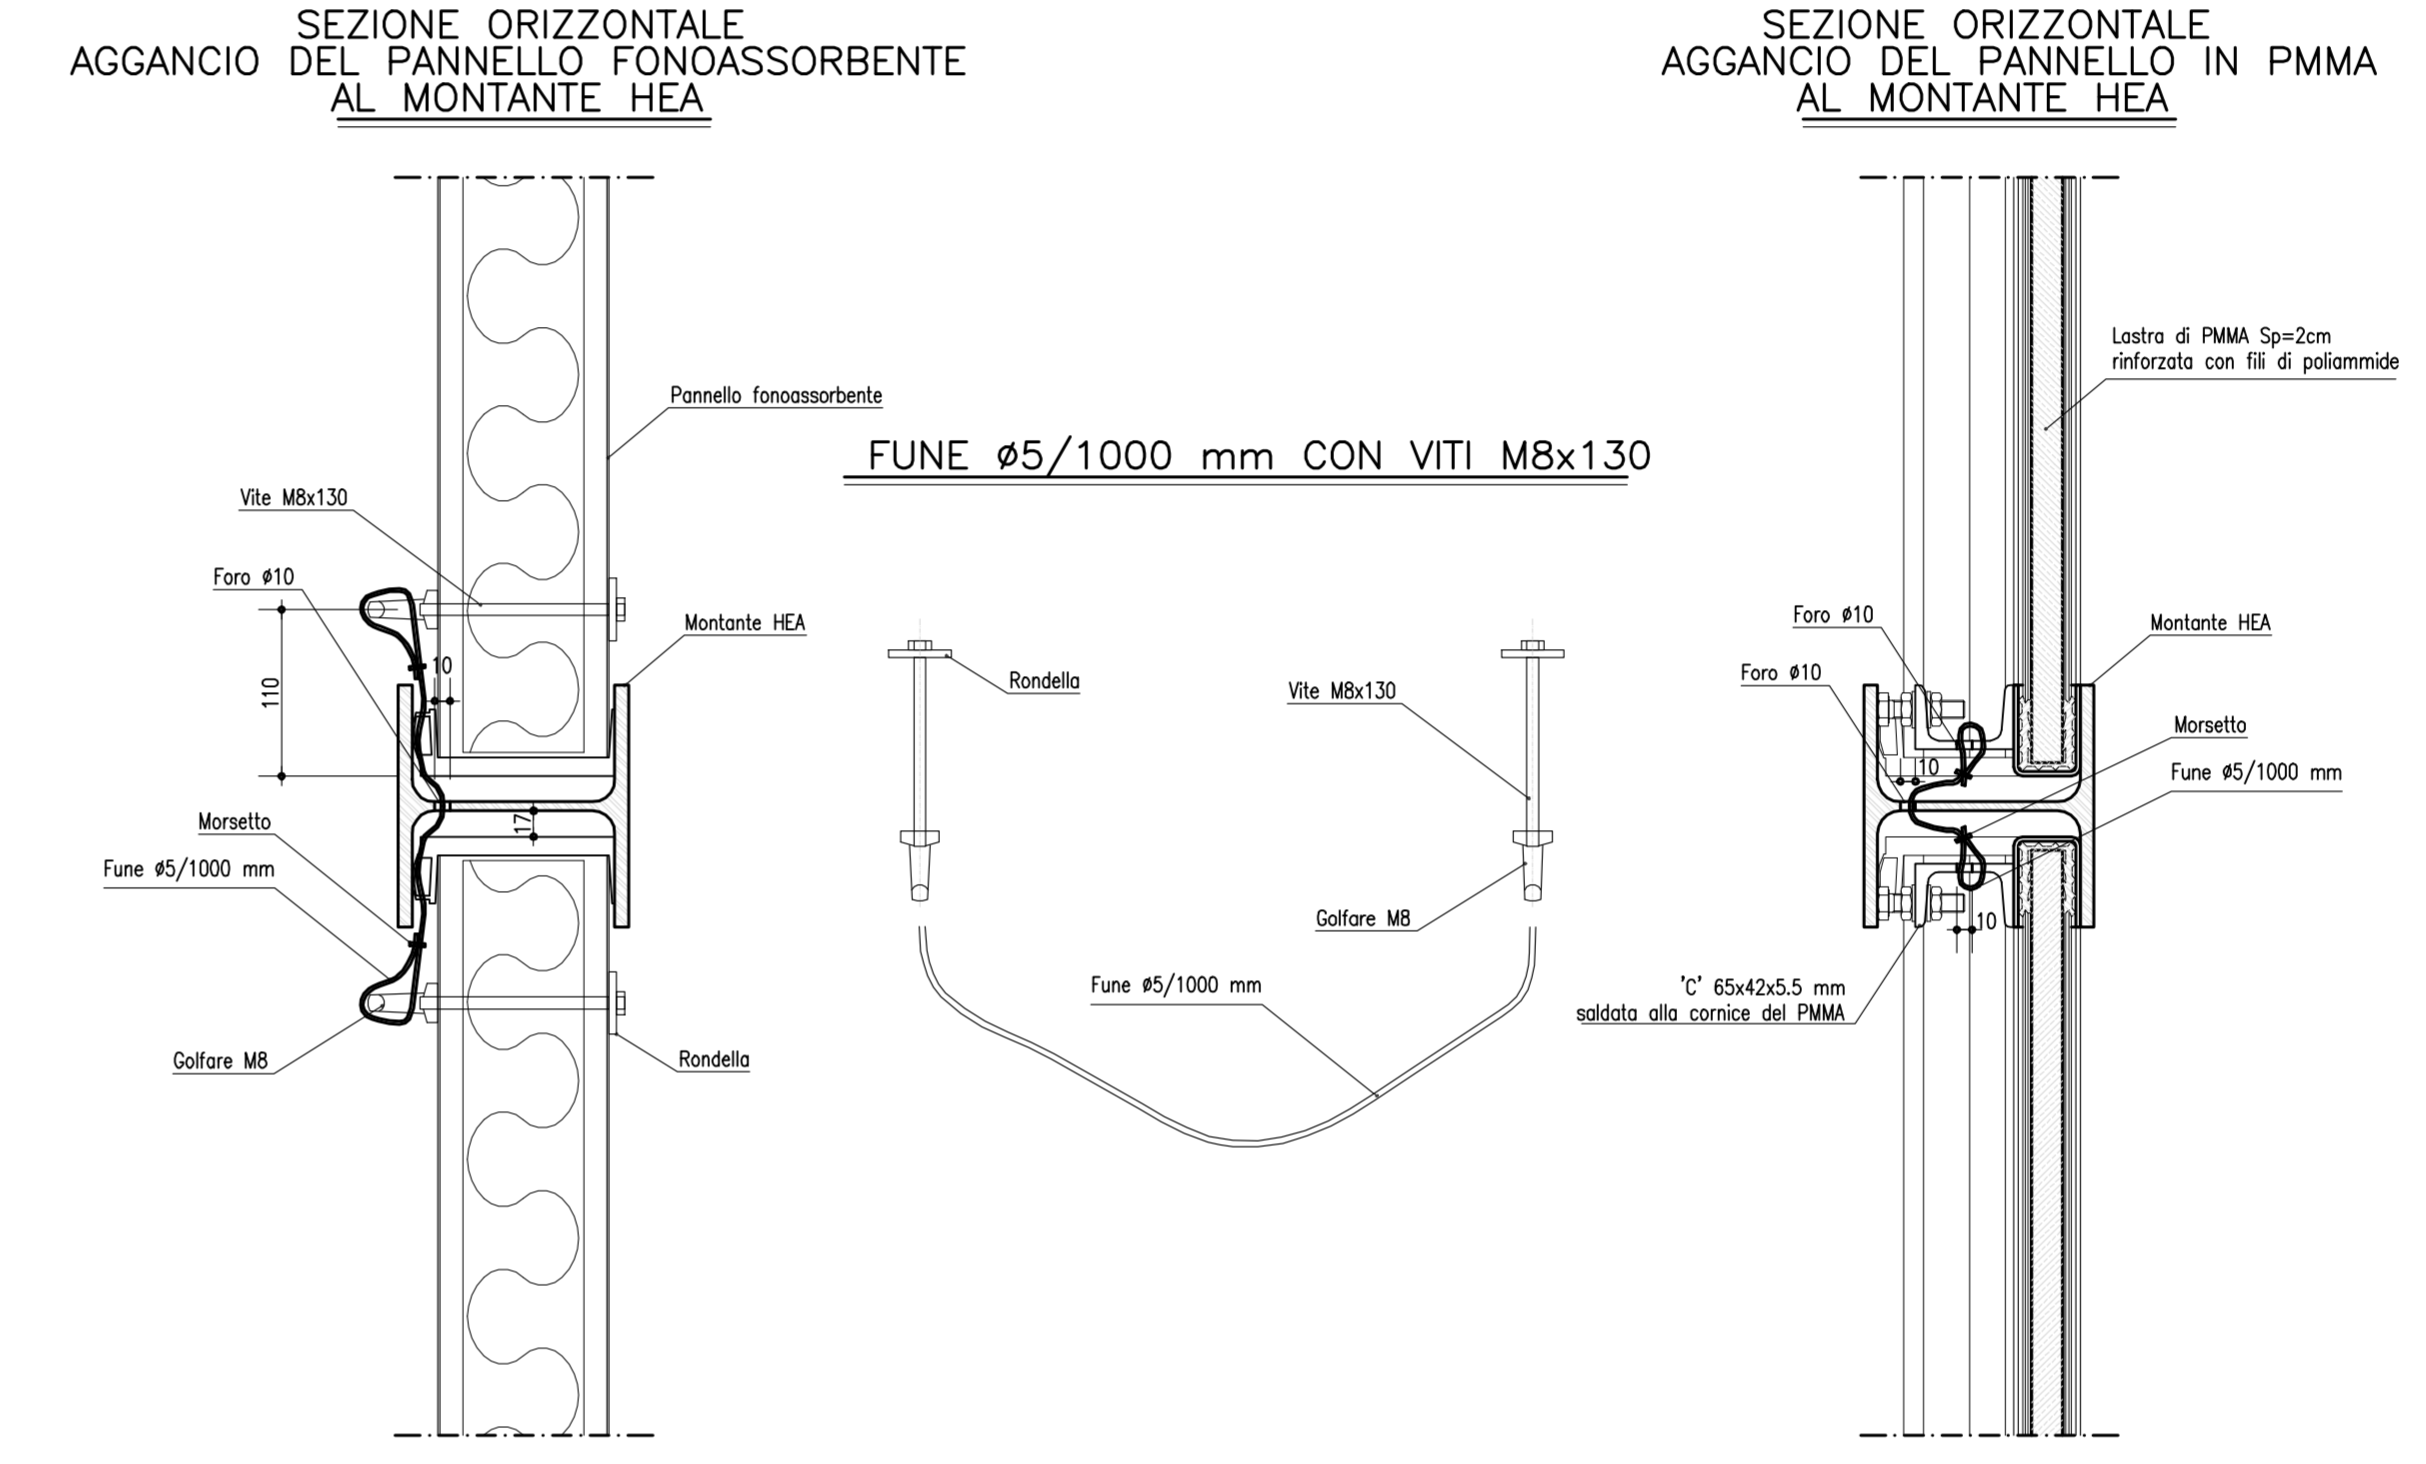 SEZIONE ORIZZONTALE
AGGANCIO DEL PANNELLO FONOASSORBENTE
AL MONTANTE HEA
Pannello fonoassorbente
Vite M8x130
Foro ø10
Montante HEA
10
110
17
Morsetto
Fune ø5/1000 mm
Golfare M8
Rondella
FUNE ø5/1000 mm CON VITI M8x130
Rondella
Vite M8x130
Golfare M8
Fune ø5/1000 mm
SEZIONE ORIZZONTALE
AGGANCIO DEL PANNELLO IN PMMA
AL MONTANTE HEA
Lastra di PMMA Sp=2cm
rinforzata con fili di poliammide
Foro ø10
Montante HEA
Foro ø10
Morsetto
10
Fune ø5/1000 mm
10
'C' 65x42x5.5 mm
saldata alla cornice del PMMA